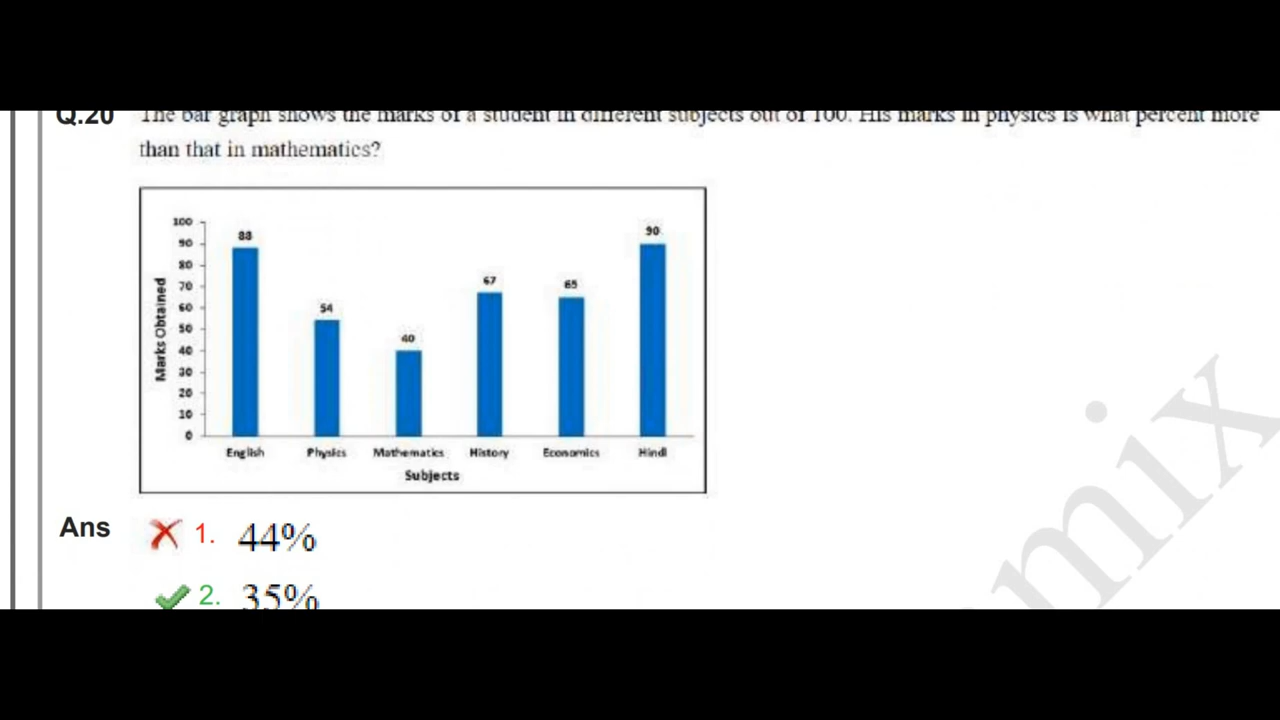 Q.20 The bar graph shows the marks of a student in different subjects out of 100. His marks in physics is what percent more
than that in mathematics?
100
90
80
70
60
50
40
30
20
10
0
Marks Obtained
88
54
40
67
65
90
English Physics Mathematics History Economics Hindi
Subjects
Ans 1. 44%
2. 35%
mix